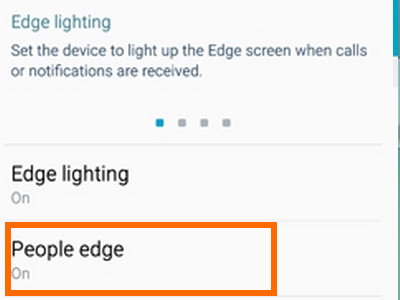 Edge lighting
Set the device to light up the Edge screen when calls
or notifications are received.
Edge lighting
On
People edge
On